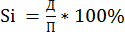 Si = Д/П * 100%